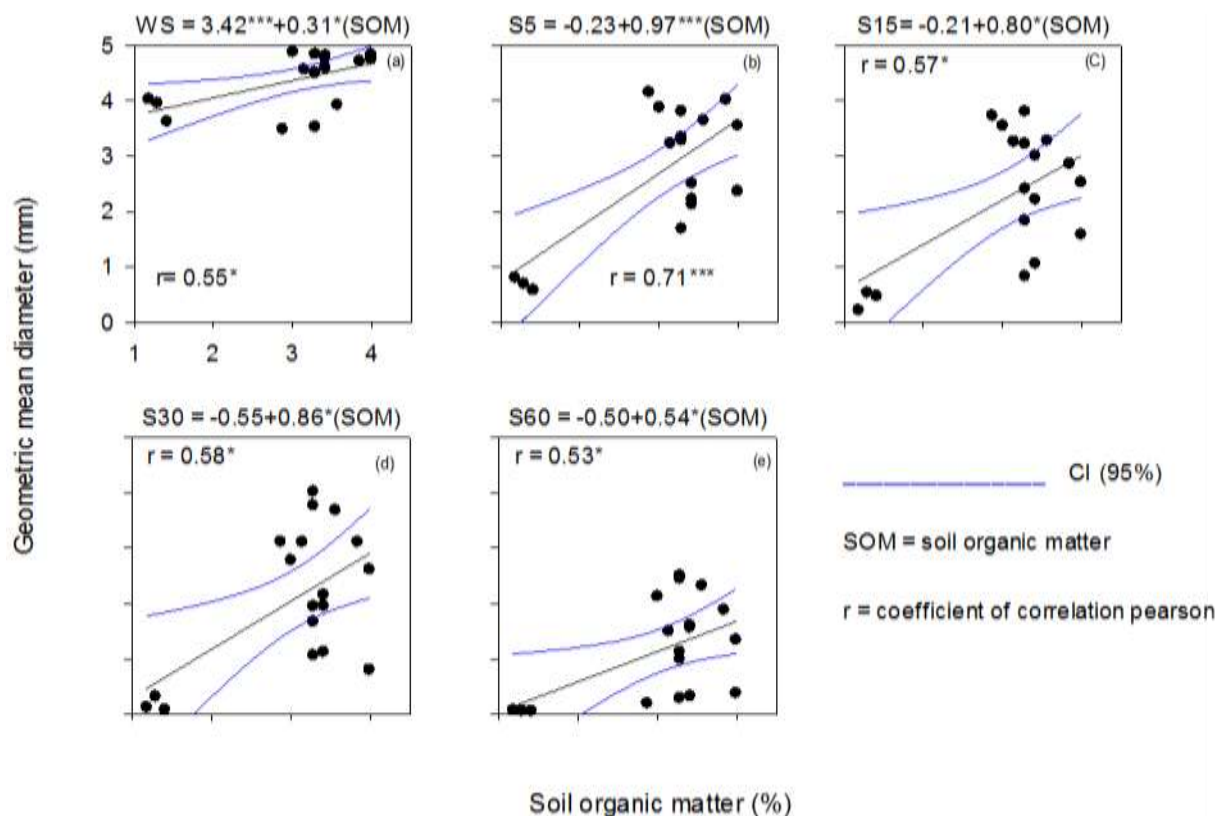 WS = 3.42***+0.31*(SOM)
S5 = -0.23+0.97***(SOM)
S15= -0.21+0.80*(SOM)
5
4
3
2
1
0
(a)
r= 0.55*
1
2
3
4
(b)
r = 0.71***
(C)
r = 0.57*
Geometric mean diameter (mm)
S30 = -0.55+0.86*(SOM)
S60 = -0.50+0.54*(SOM)
r = 0.58*
(d)
r = 0.53*
(e)
CI (95%)
SOM = soil organic matter
r = coefficient of correlation pearson
Soil organic matter (%)